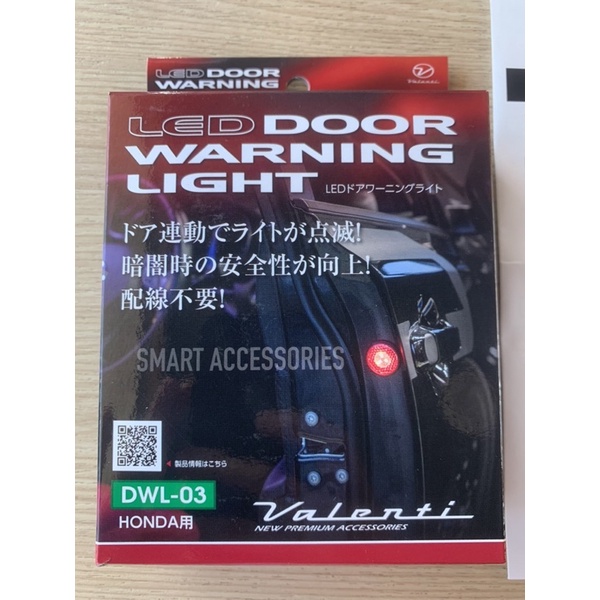 LED DOOR
WARNING
Valenti
LED DOOR
WARNING
LIGHT
LEDドアワーニングライト
ドア連動でライトが点滅!
暗闇時の安全性が向上!
配線不要!
SMART ACCESSORIES
◀ 製品情報はこちら
DWL-03
HONDA用
Valenti
NEW PREMIUM ACCESSORIES